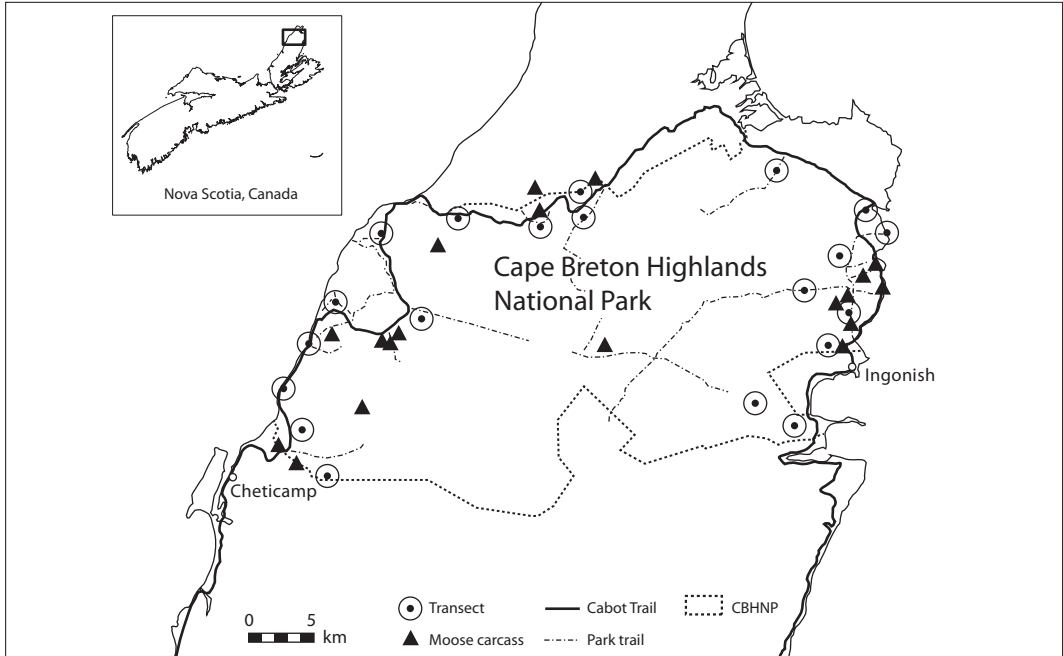 Nova Scotia, Canada
Cape Breton Highlands
National Park
Ingonish
Cheticamp
0 5
km
Transect
Moose carcass
Cabot Trail
Park trail
CBHNP